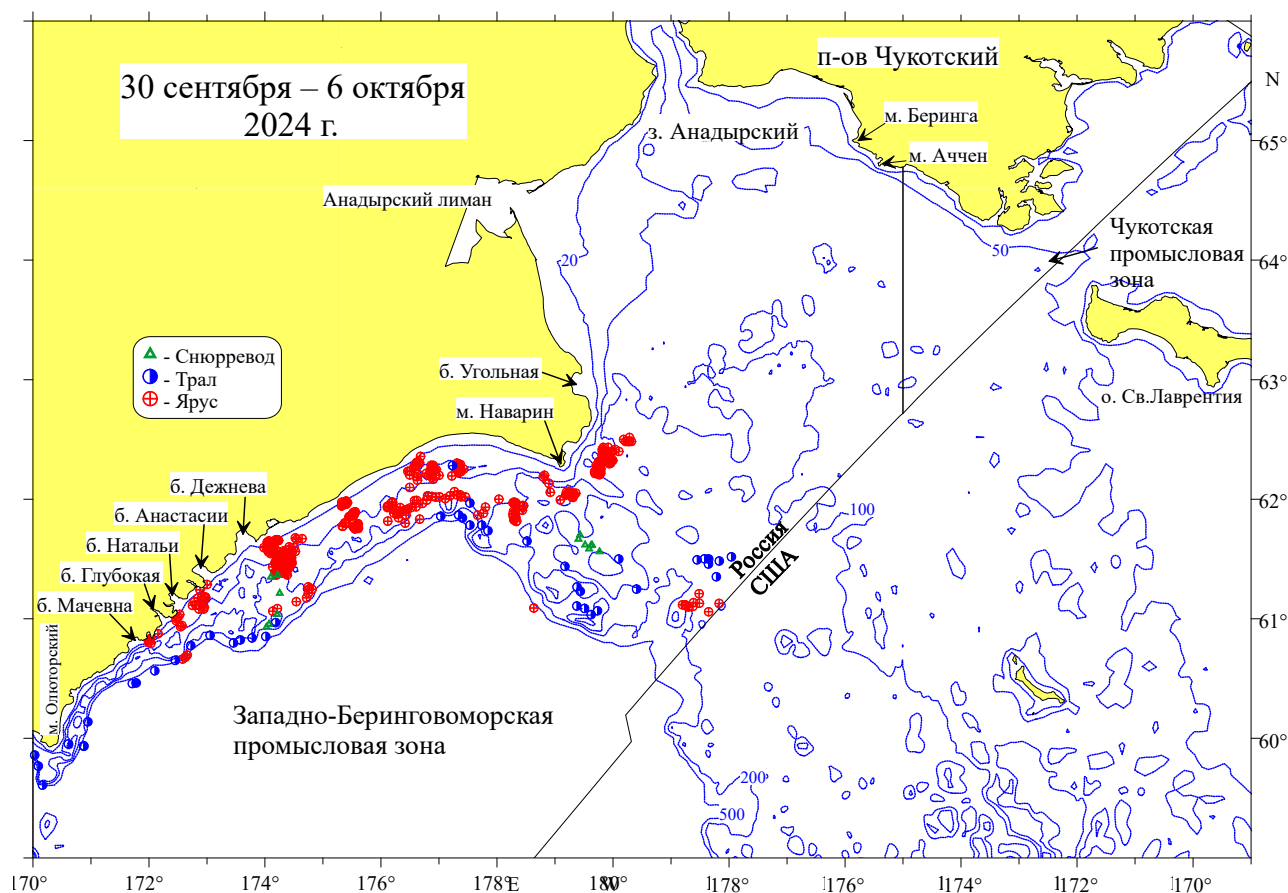 30 сентября – 6 октября
2024 г.
п-ов Чукотский
N
м. Беринга
з. Анадырский
65°
м. Аччен
Анадырский лиман
50
Чукотская
промысловая
зона
20
64°
- Снюрревод
- Трал
- Ярус
б. Угольная
63°
о. Св.Лаврентия
м. Наварин
б. Дежнева
62°
100
б. Анастасии
Россия
США
б. Натальи
б. Глубокая
б. Мачевна
61°
м. Олюторский
Западно-Беринговоморская
промысловая зона
60°
200
500
170 172 174 176 178 E 180° W 178 176 174 172 170